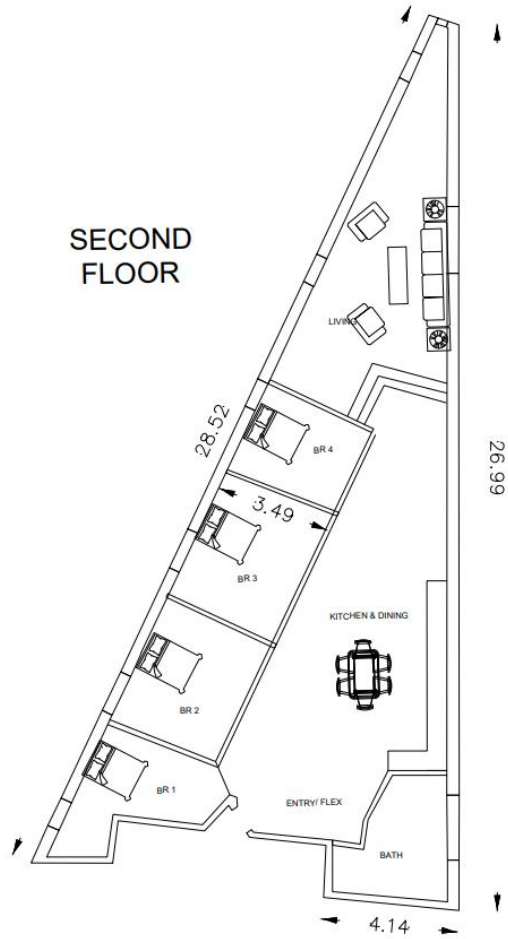 SECOND
FLOOR
LIVING
28.52
BR 4
26.99
3.49
BR 3
KITCHEN & DINING
BR 2
BR 1
ENTRY/ FLEX
BATH
4.14